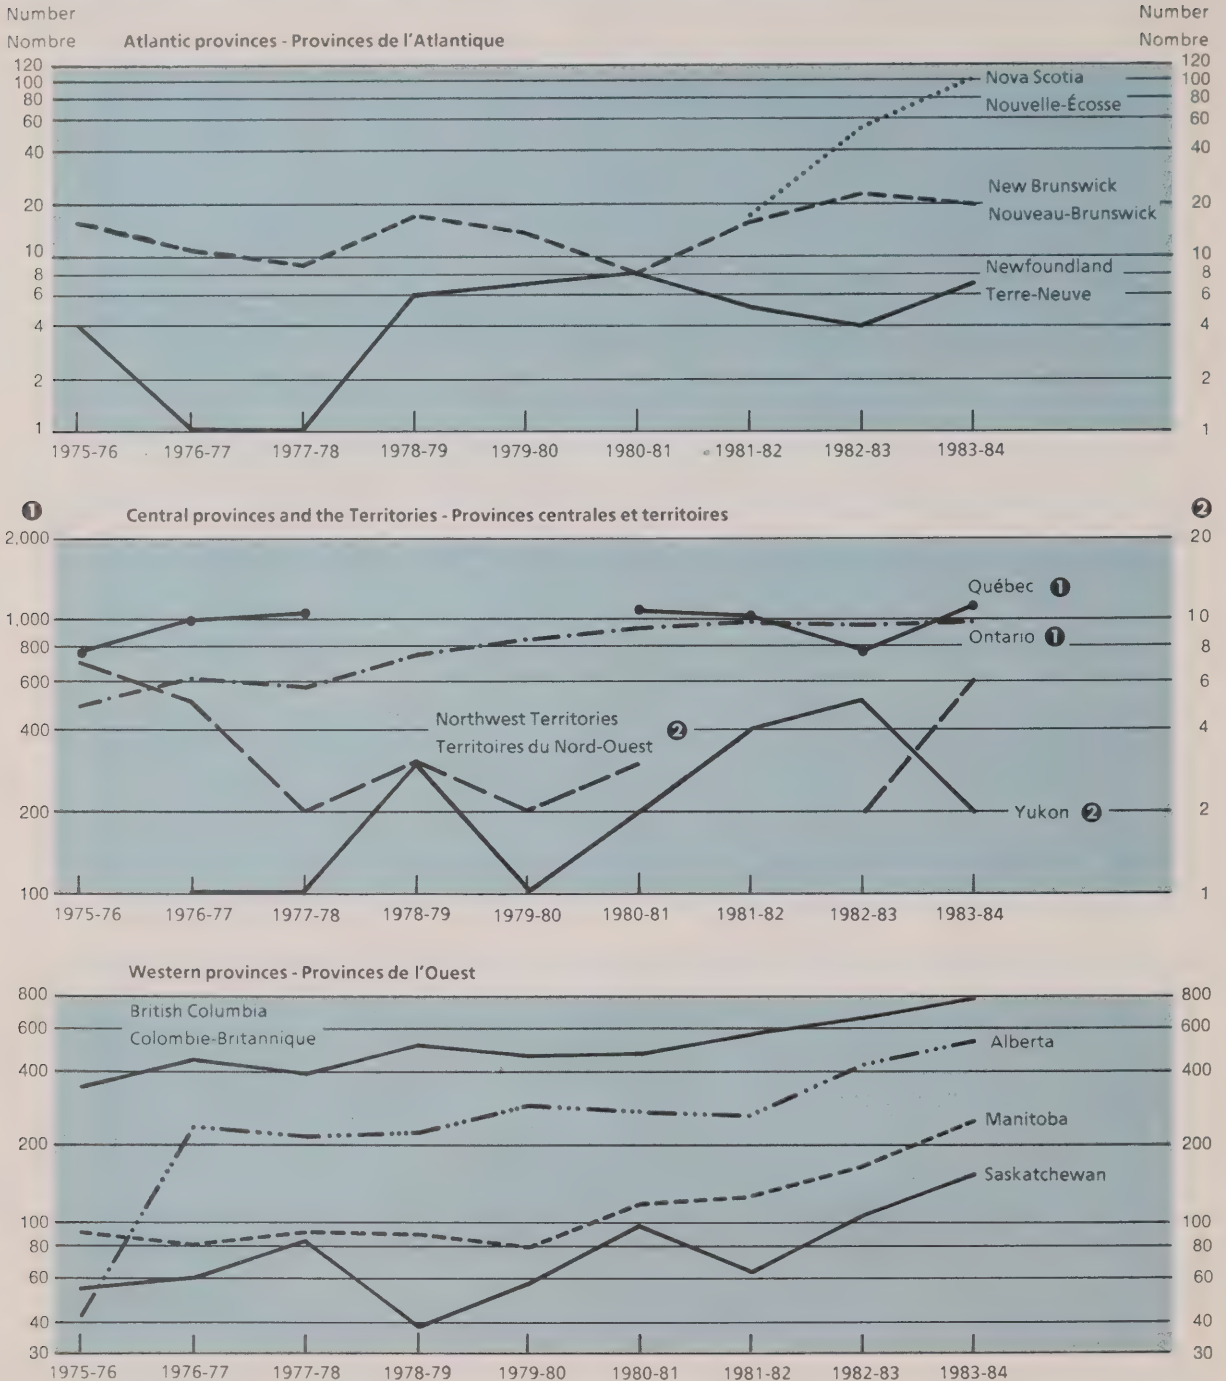 Number Number
Nombre Atlantic provinces - Provinces de l'Atlantique Nombre
120 120
100 Nova Scotia 100
80 Nouvelle-Écosse 80
60 60
40 40
New Brunswick
20 Nouveau-Brunswick 20
10 10
Newfoundland
8 8
6 Terre-Neuve 6
4 4
2 2
1 1
1975-76 1976-77 1977-78 1978-79 1979-80 1980-81 1981-82 1982-83 1983-84
❶ Central provinces and the Territories - Provinces centrales et territoires ❷
2,000 20
Québec ❶
1,000 10
800 Ontario ❶ 8
600 6
Northwest Territories
400 ❷ 4
Territoires du Nord-Ouest
200 Yukon ❷ 2
100 1
1975-76 1976-77 1977-78 1978-79 1979-80 1980-81 1981-82 1982-83 1983-84
Western provinces - Provinces de l'Ouest
800 800
British Columbia
600 600
Colombie-Britannique
Alberta
400 400
Manitoba
200 200
Saskatchewan
100 100
80 80
60 60
40 40
30 30
1975-76 1976-77 1977-78 1978-79 1979-80 1980-81 1981-82 1982-83 1983-84